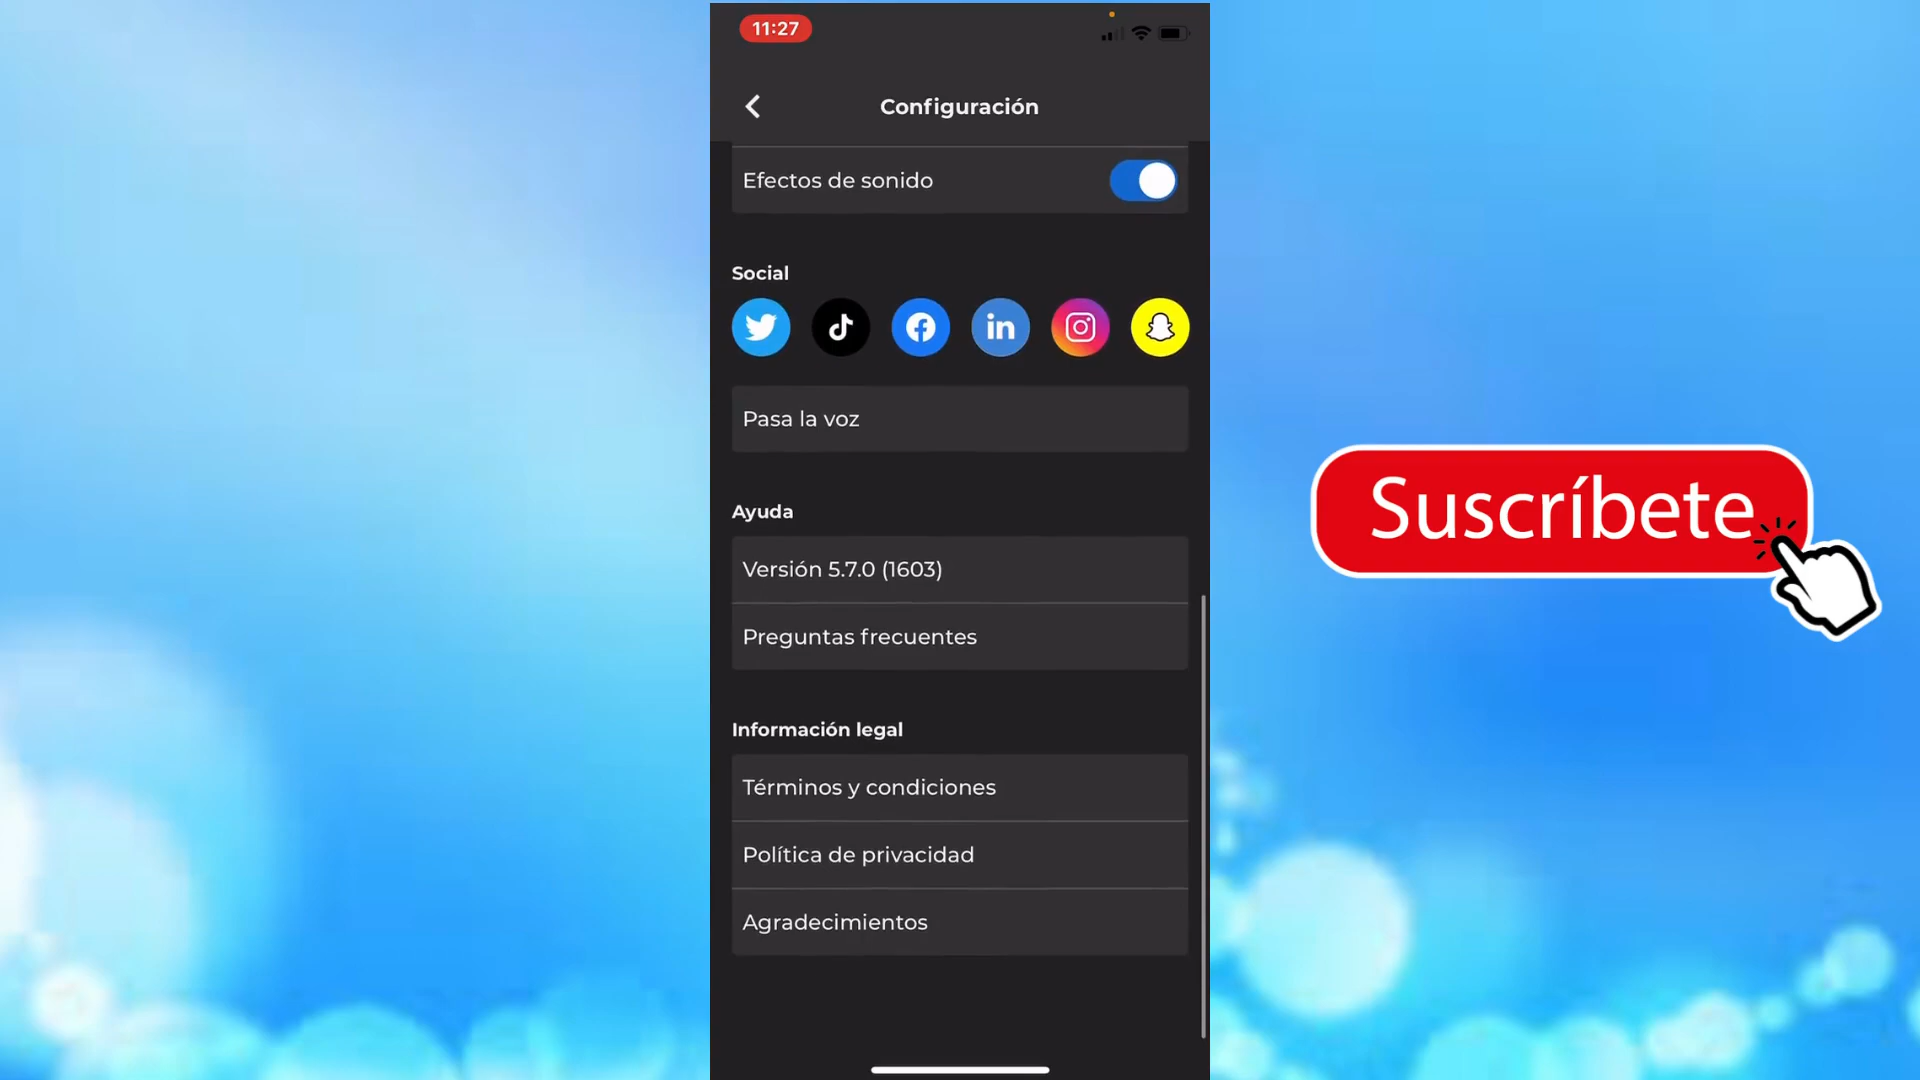 11:27
Configuración
Efectos de sonido
Social
in
Pasa la voz
Ayuda
Versión 5.7.0 (1603)
Preguntas frecuentes
Información legal
Términos y condiciones
Política de privacidad
Agradecimientos
Suscríbete